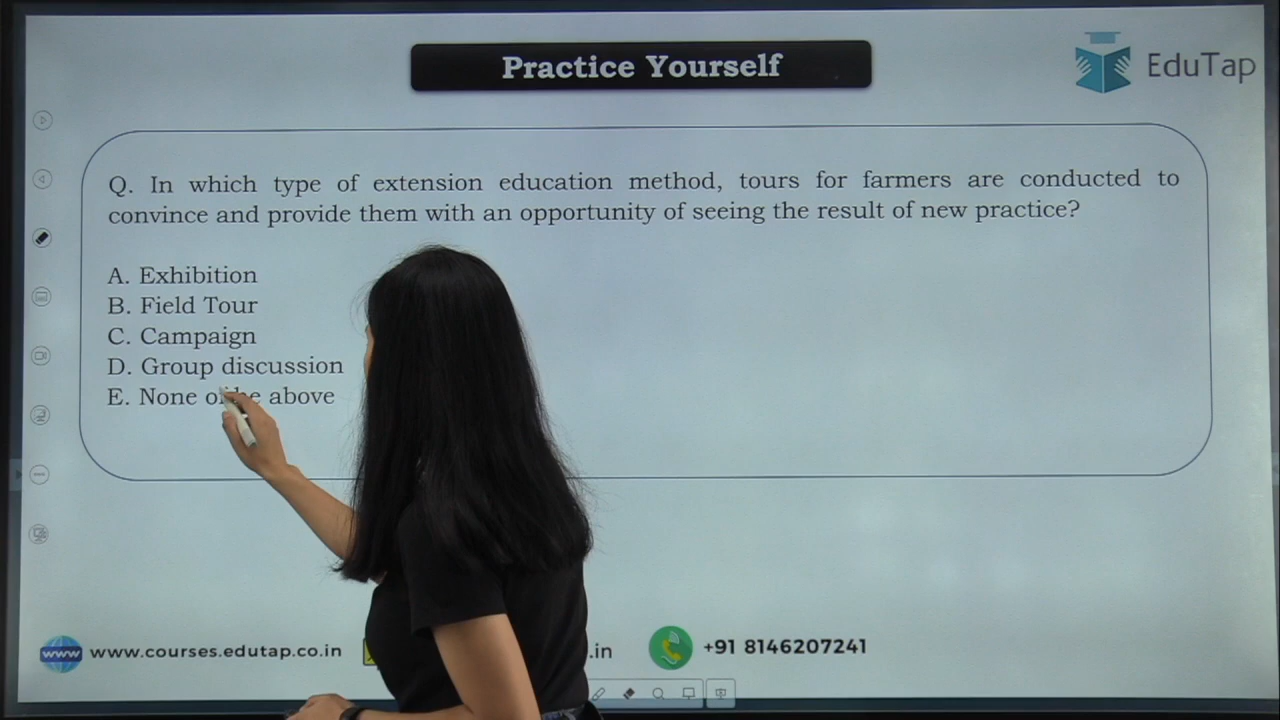 Practice Yourself
EduTap
Q. In which type of extension education method, tours for farmers are conducted to
convince and provide them with an opportunity of seeing the result of new practice?
A. Exhibition
B. Field Tour
C. Campaign
D. Group discussion
E. None above
www www.courses.edutap.co.in .in +91 8146207241